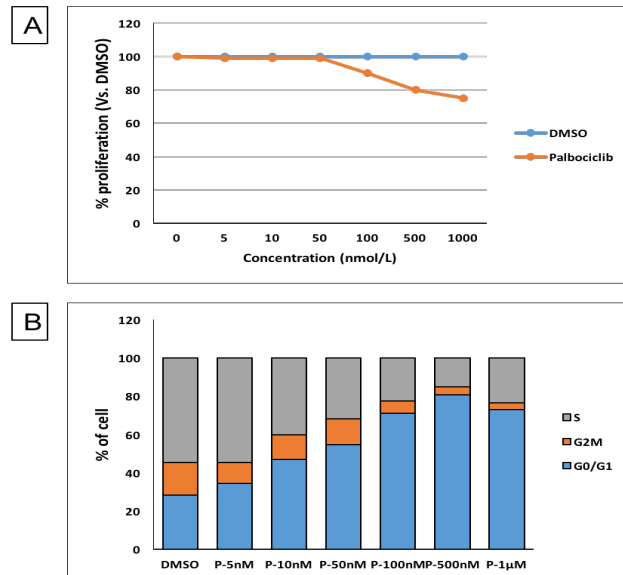 A
120
100
80
60
40
20
0
% proliferation (Vs. DMSO)
0 5 10 50 100 500 1000
Concentration (nmol/L)
DMSO
Palbociclib
B
120
100
80
60
40
20
0
% of cell
DMSO P-5nM P-10nM P-50nM P-100nM P-500nM P-1μM
S
G2M
G0/G1